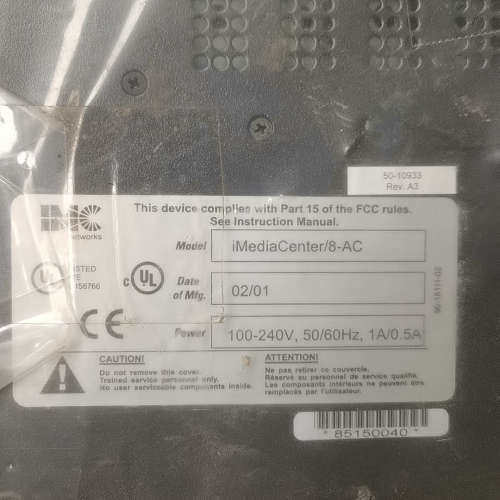 50-10933
Rev. A3
IMC
networks
This device complies with Part 15 of the FCC rules.
See Instruction Manual.
Model iMediaCenter/8-AC
LISTED
C UL
Date
of Mfg. 02/01
Power 100-240V, 50/60Hz, 1A/0.5A
CE
CAUTION!
Do not remove this cover.
Trained service personnel only.
No user serviceable components inside.
ATTENTION!
Ne pas retirer ce couvercle.
Réservé au personnel de service qualifié.
Les composants intérieurs ne peuvent être
remplacés par l'utilisateur.
*85150040*